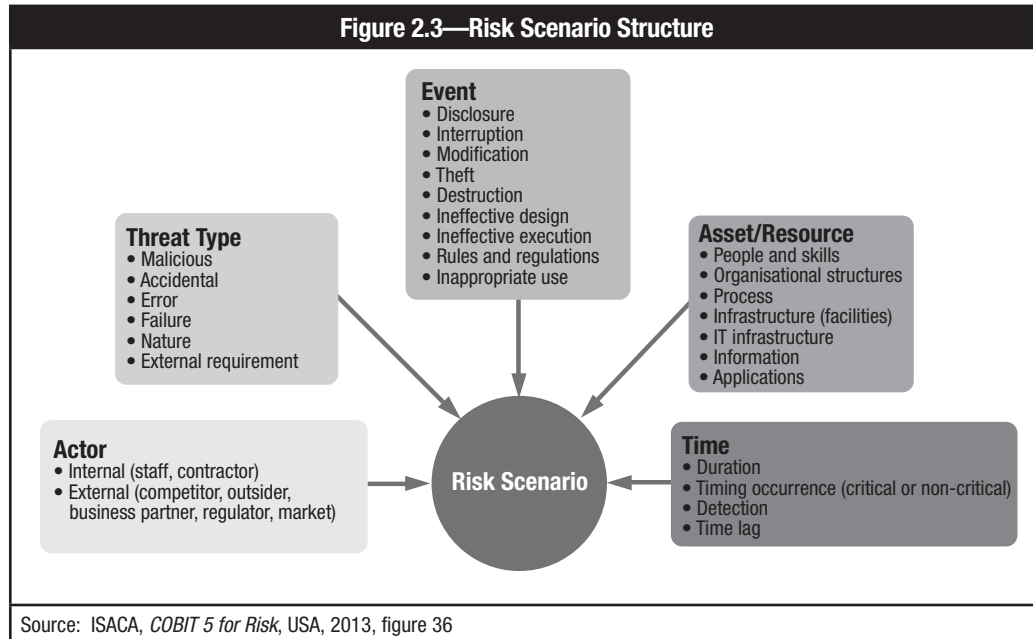 Figure 2.3—Risk Scenario Structure
Event
• Disclosure
• Interruption
• Modification
• Theft
• Destruction
• Ineffective design
• Ineffective execution
• Rules and regulations
• Inappropriate use
Threat Type
• Malicious
• Accidental
• Error
• Failure
• Nature
• External requirement
Asset/Resource
• People and skills
• Organisational structures
• Process
• Infrastructure (facilities)
• IT infrastructure
• Information
• Applications
Actor
• Internal (staff, contractor)
• External (competitor, outsider,
business partner, regulator, market)
Risk Scenario
Time
• Duration
• Timing occurrence (critical or non-critical)
• Detection
• Time lag
Source: ISACA, COBIT 5 for Risk, USA, 2013, figure 36